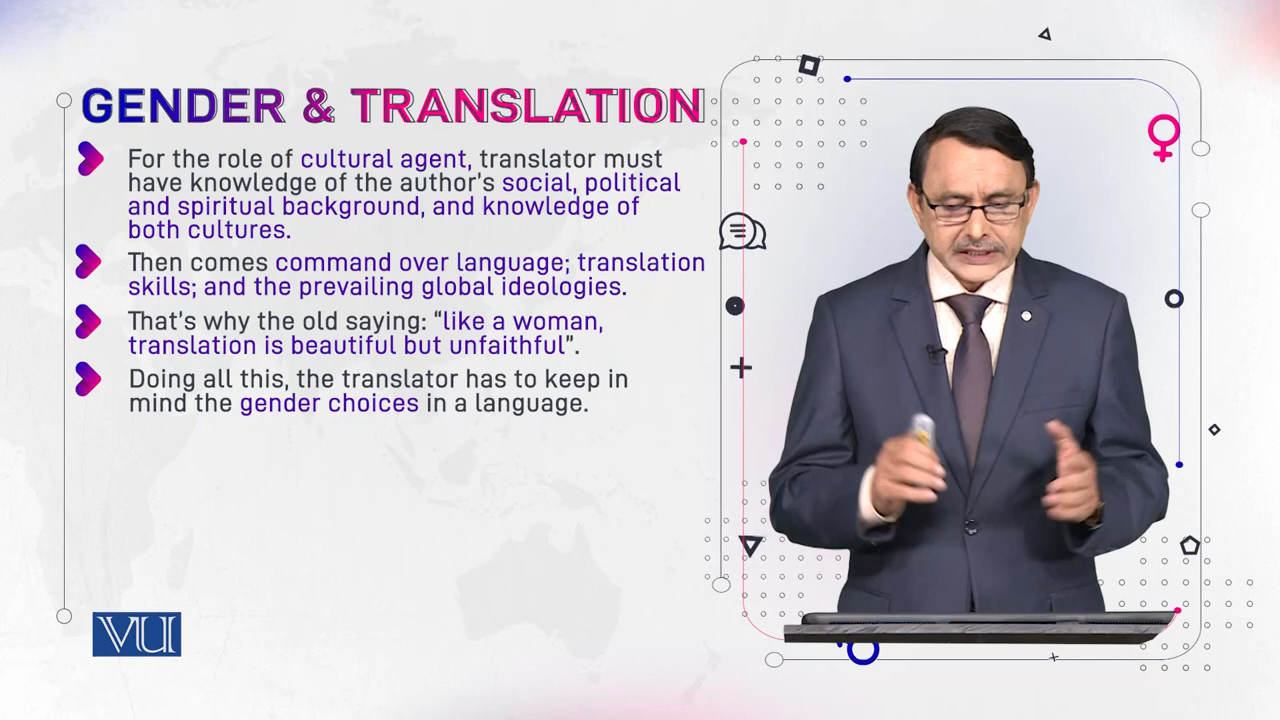 GENDER & TRANSLATION
For the role of cultural agent, translator must
have knowledge of the author's social, political
and spiritual background, and knowledge of
both cultures.
Then comes command over language; translation
skills; and the prevailing global ideologies.
That's why the old saying: “like a woman,
translation is beautiful but unfaithful”.
Doing all this, the translator has to keep in
mind the gender choices in a language.
VU